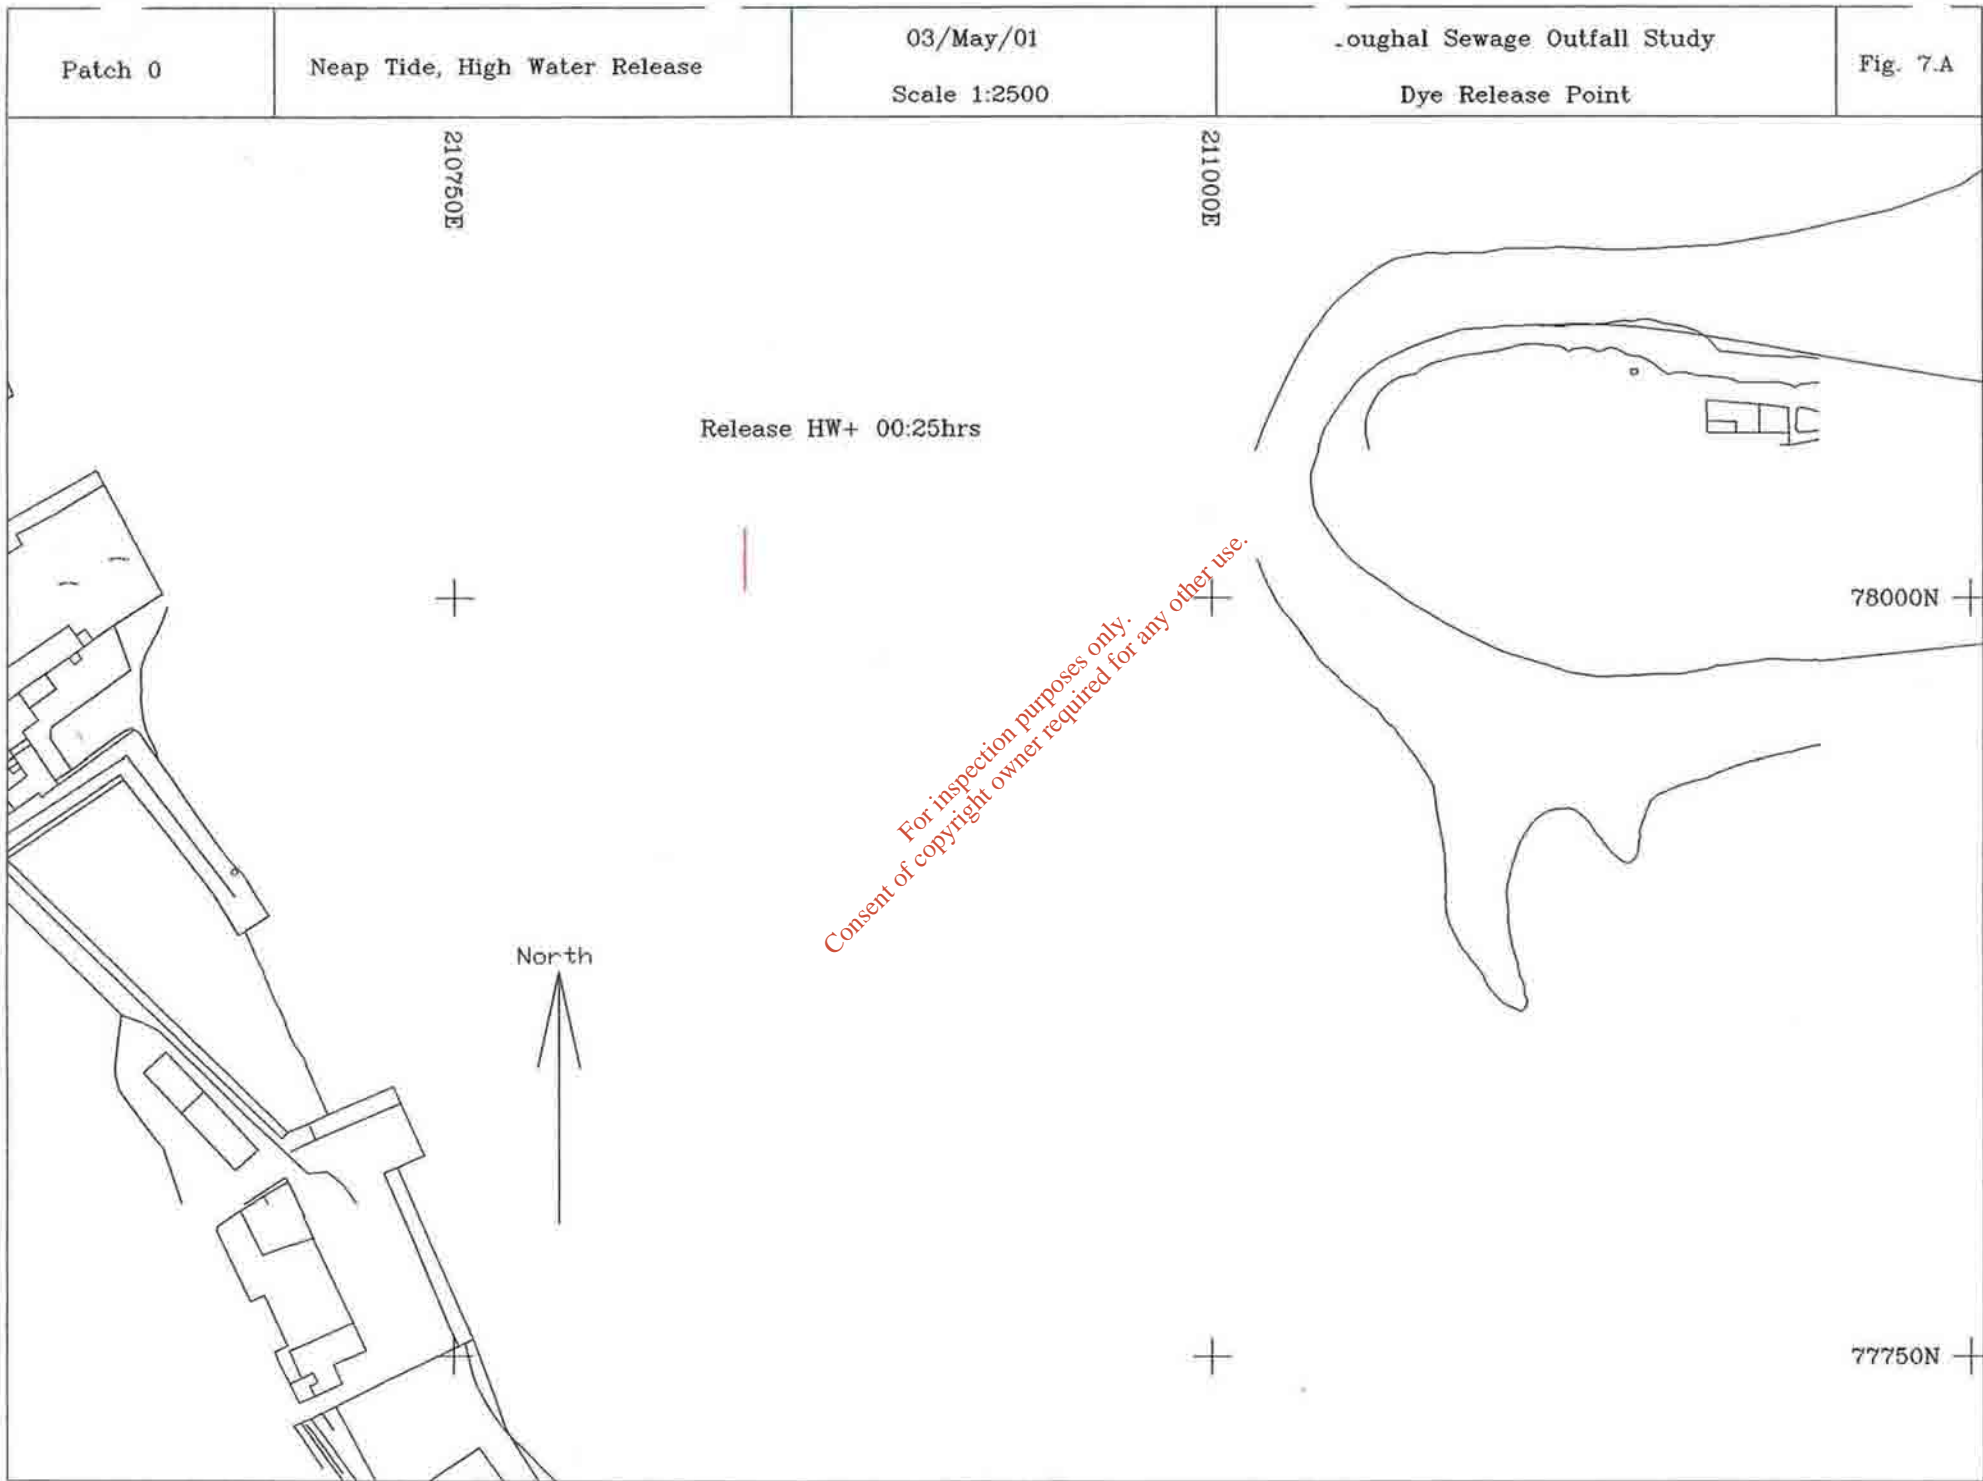 Patch 0
Neap Tide, High Water Release
03/May/01
Scale 1:2500
oughal Sewage Outfall Study
Dye Release Point
Fig. 7.A
210750E
211000E
Release HW+ 00:25hrs
78000N
For inspection purposes only.
Consent of copyright owner required for any other use.
North
77750N